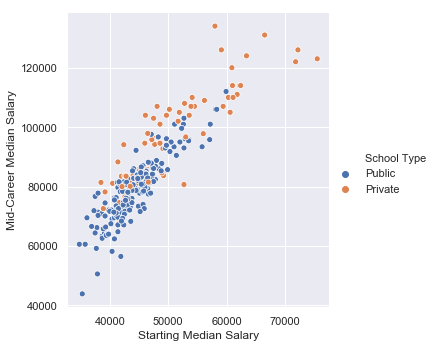 120000
100000
80000
60000
40000
Mid-Career Median Salary
40000 50000 60000 70000
Starting Median Salary
School Type
Public
Private